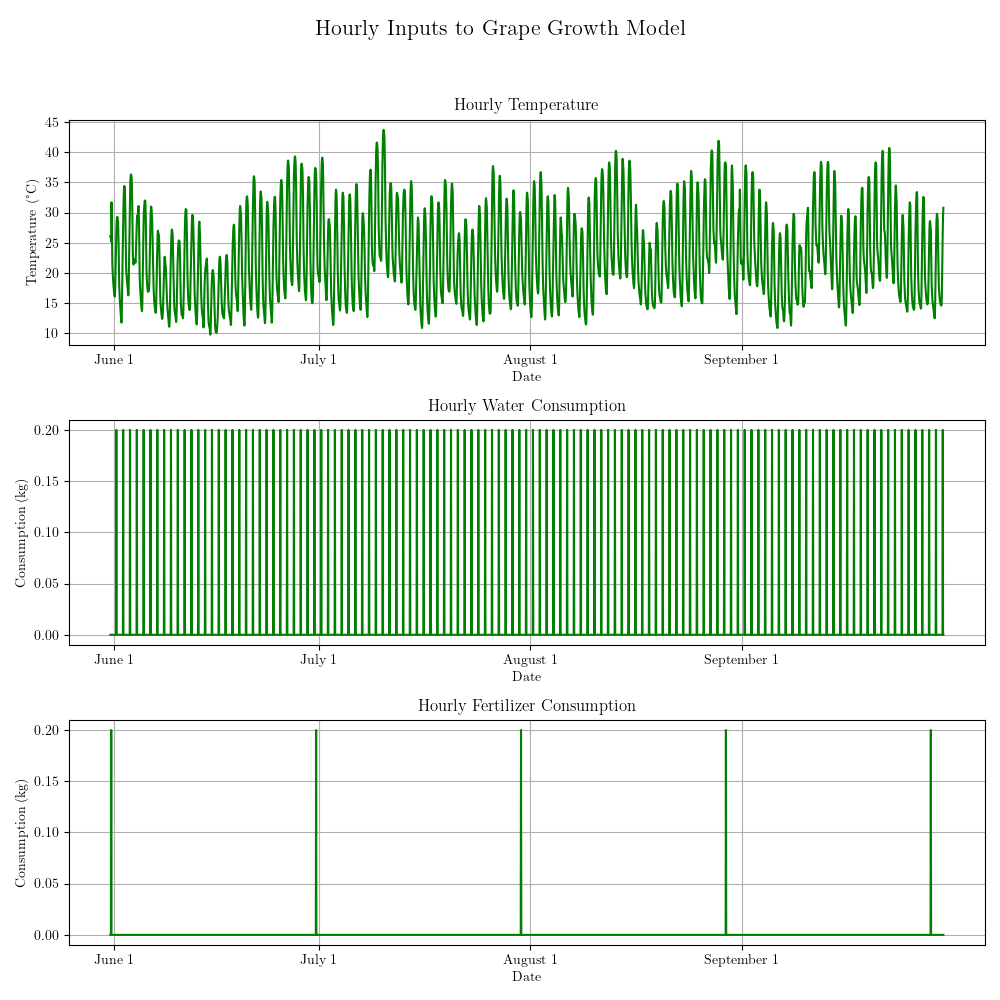 Hourly Inputs to Grape Growth Model
Hourly Temperature
Temperature (°C)
45
40
35
30
25
20
15
10
June 1
July 1
August 1
September 1
Date
Hourly Water Consumption
Consumption (kg)
0.20
0.15
0.10
0.05
0.00
June 1
July 1
August 1
September 1
Date
Hourly Fertilizer Consumption
Consumption (kg)
0.20
0.15
0.10
0.05
0.00
June 1
July 1
August 1
September 1
Date